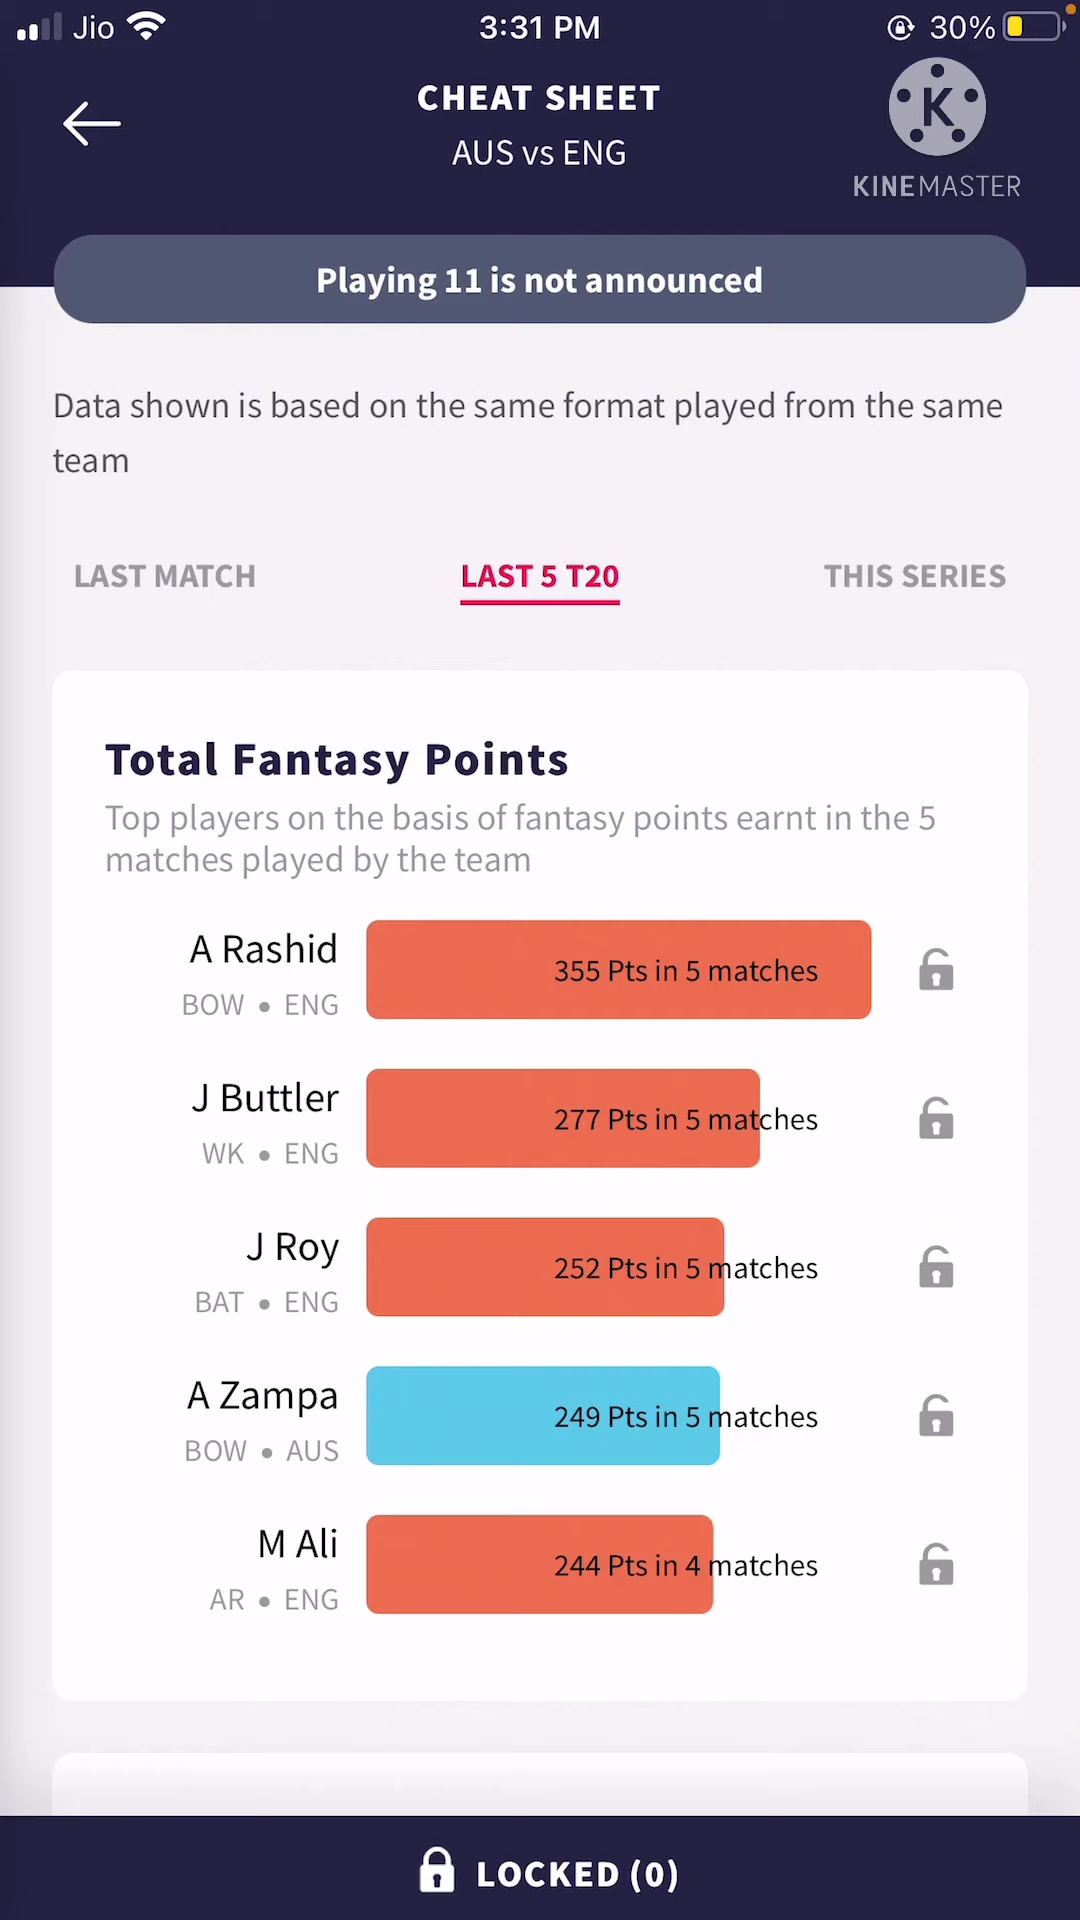 Jio 3:31 PM 30%
CHEAT SHEET
AUS vs ENG
K
KINEMASTER
Playing 11 is not announced
Data shown is based on the same format played from the same
team
LAST MATCH LAST 5 T20 THIS SERIES
Total Fantasy Points
Top players on the basis of fantasy points earnt in the 5
matches played by the team
A Rashid
BOW • ENG
355 Pts in 5 matches
J Buttler
WK • ENG
277 Pts in 5 matches
J Roy
BAT • ENG
252 Pts in 5 matches
A Zampa
BOW • AUS
249 Pts in 5 matches
M Ali
AR • ENG
244 Pts in 4 matches
LOCKED (0)